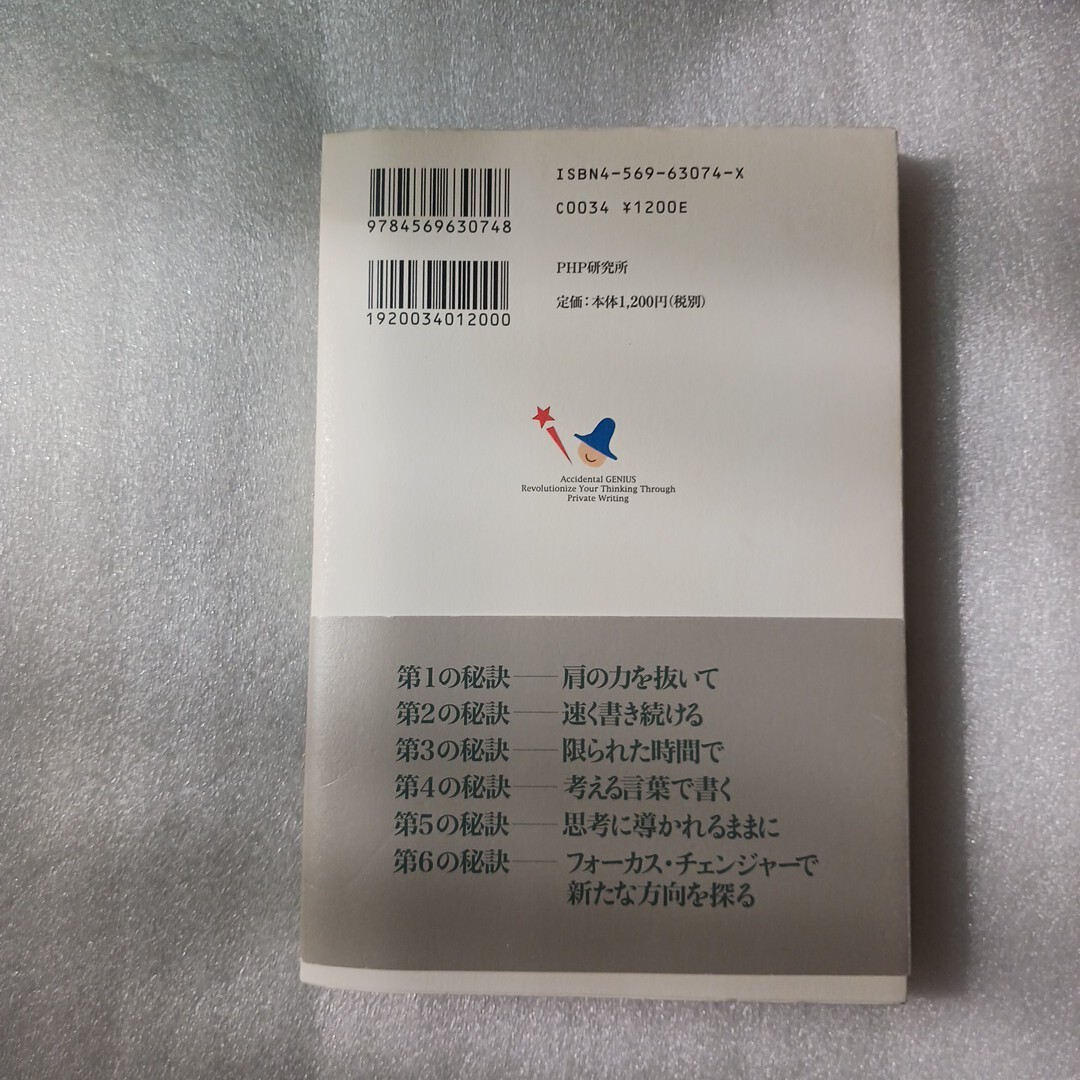 ISBN4-569-63074-X
C0034 ¥1200E
9784569630748
PHP研究所
定価：本体1,200円（税別）
1920034012000
Accidental GENIUS
Revolutionize Your Thinking Through
Private Writing
第1の秘訣――肩の力を抜いて
第2の秘訣――速く書き続ける
第3の秘訣――限られた時間で
第4の秘訣――考える言葉で書く
第5の秘訣――思考に導かれるままに
第6の秘訣――フォーカス・チェンジャーで
新たな方向を探る